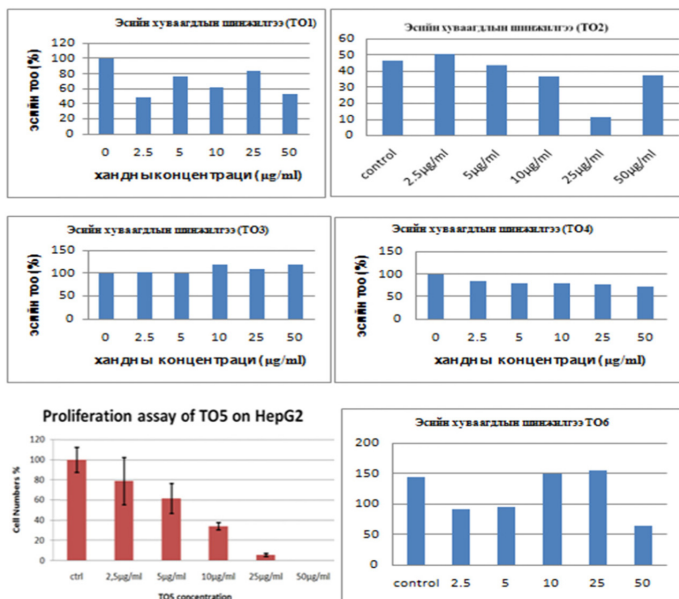 Эсийн хуваагдлын шинжилгээ (TO1)
ЭСИЙН ТОО (%)
120
100
80
60
40
20
0
0 2.5 5 10 25 50
хандны концентраци (µg/ml)
Эсийн хуваагдлын шинжилгээ (TO2)
60
50
40
30
20
10
0
control 2.5µg/ml 5µg/ml 10µg/ml 25µg/ml 50µg/ml
Эсийн хуваагдлын шинжилгээ (TO3)
ЭСИЙН ТОО (%)
150
100
50
0
0 2.5 5 10 25 50
хандны концентраци (µg/ml)
Эсийн хуваагдлын шинжилгээ (TO4)
ЭСИЙН ТОО (%)
150
100
50
0
0 2.5 5 10 25 50
хандны концентраци (µg/ml)
Proliferation assay of TO5 on HepG2
Cell Numbers %
120
100
80
60
40
20
0
ctrl 2,5µg/ml 5µg/ml 10µg/ml 25µg/ml 50µg/ml
TO5 concentration
Эсийн хуваагдлын шинжилгээ TO6
200
150
100
50
0
control 2.5 5 10 25 50